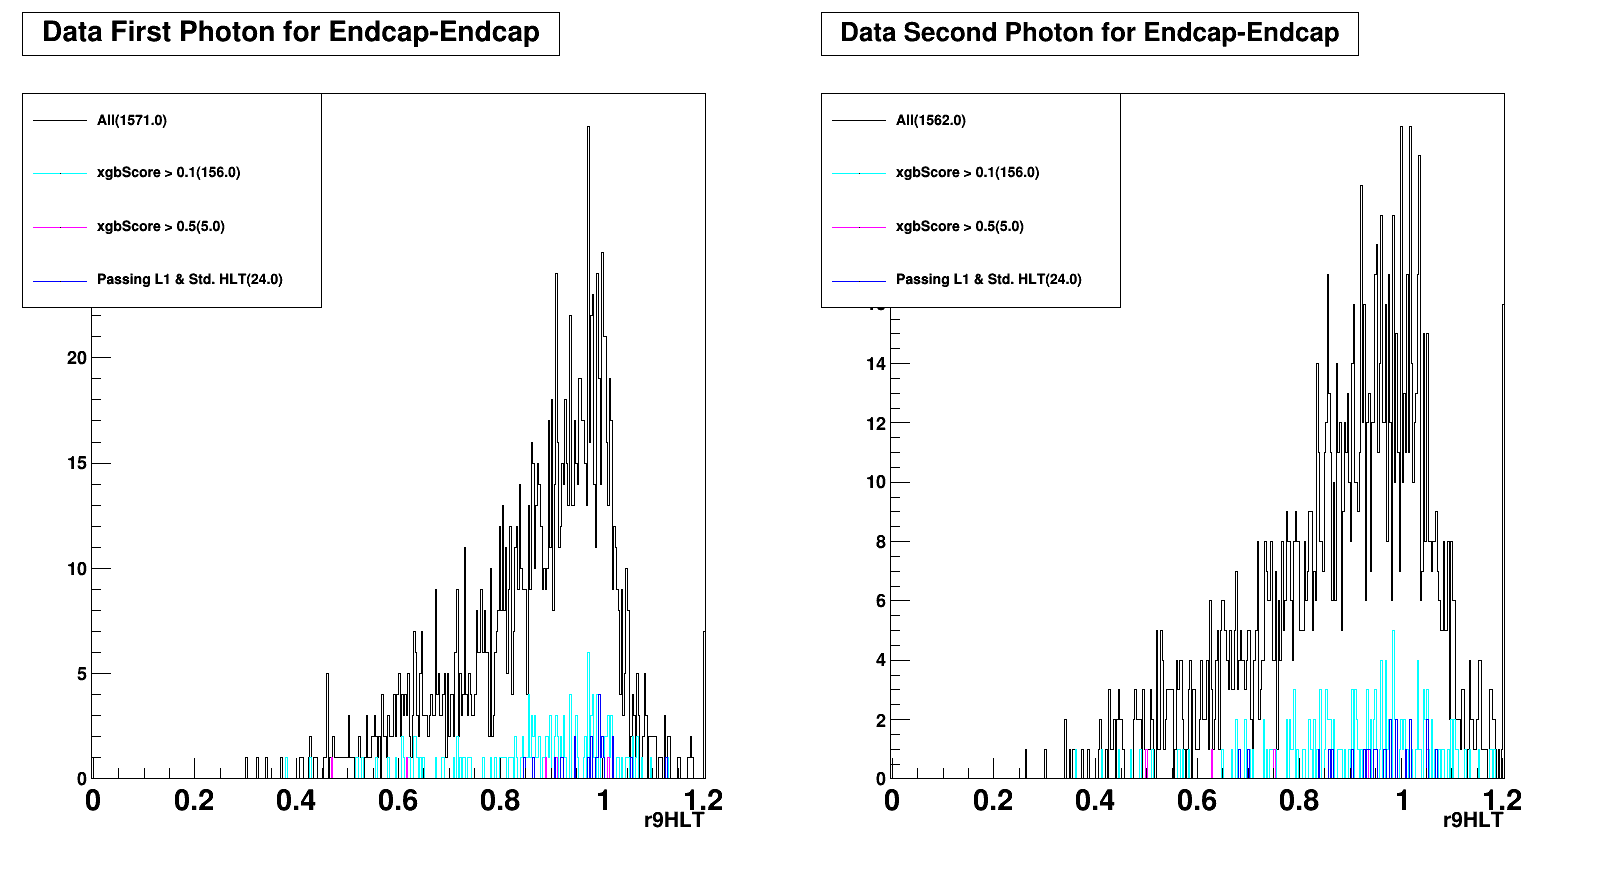 Data First Photon for Endcap-Endcap
All(1571.0)
xgbScore > 0.1(156.0)
xgbScore > 0.5(5.0)
Passing L1 & Std. HLT(24.0)
20
15
10
5
0
0 0.2 0.4 0.6 0.8 1 1.2
r9HLT
Data Second Photon for Endcap-Endcap
All(1562.0)
xgbScore > 0.1(156.0)
xgbScore > 0.5(5.0)
Passing L1 & Std. HLT(24.0)
14
12
10
8
6
4
2
0
0 0.2 0.4 0.6 0.8 1 1.2
r9HLT